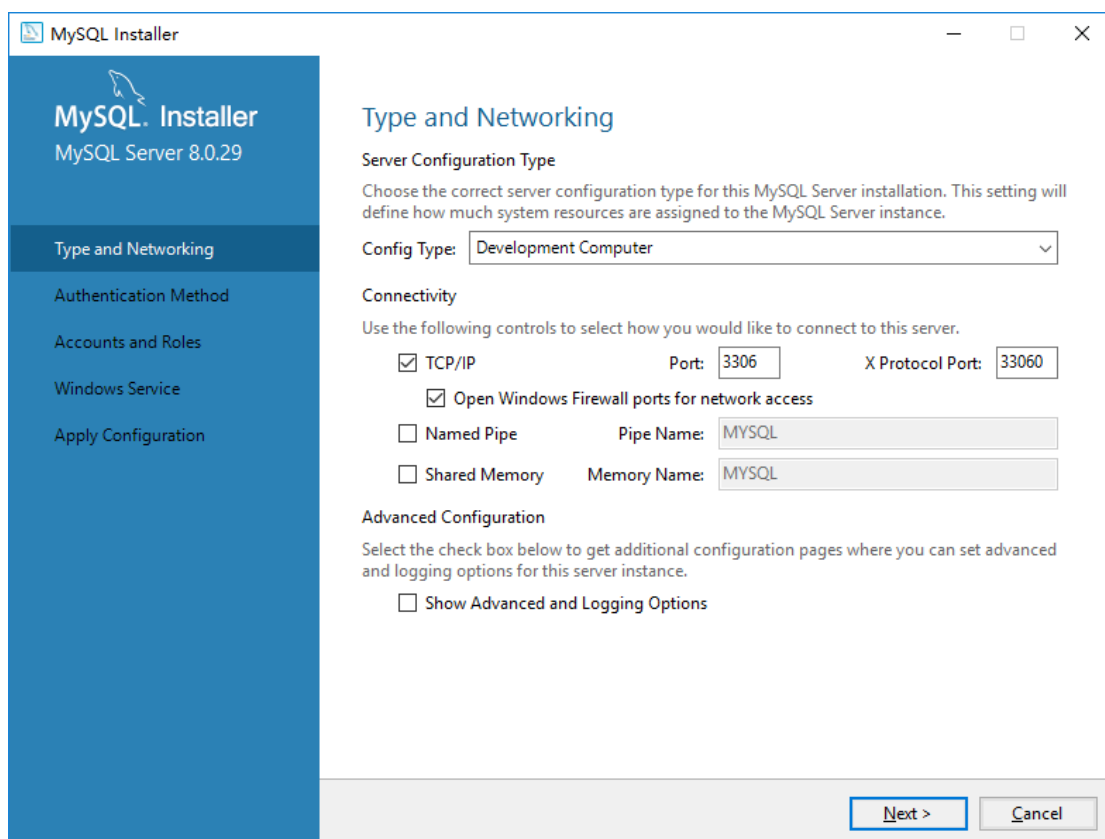 MySQL Installer
MySQL. Installer
MySQL Server 8.0.29
Type and Networking
Authentication Method
Accounts and Roles
Windows Service
Apply Configuration
Type and Networking
Server Configuration Type
Choose the correct server configuration type for this MySQL Server installation. This setting will
define how much system resources are assigned to the MySQL Server instance.
Config Type: Development Computer
Connectivity
Use the following controls to select how you would like to connect to this server.
TCP/IP Port: 3306 X Protocol Port: 33060
Open Windows Firewall ports for network access
Named Pipe Pipe Name: MYSQL
Shared Memory Memory Name: MYSQL
Advanced Configuration
Select the check box below to get additional configuration pages where you can set advanced
and logging options for this server instance.
Show Advanced and Logging Options
Next > Cancel